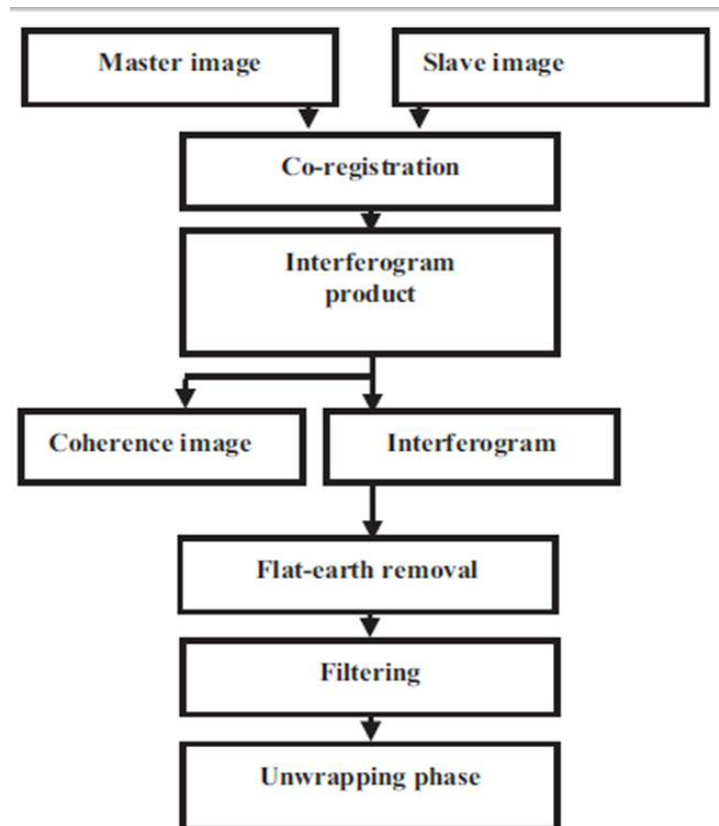 Master image
Slave image
Co-registration
Interferogram
product
Coherence image
Interferogram
Flat-earth removal
Filtering
Unwrapping phase